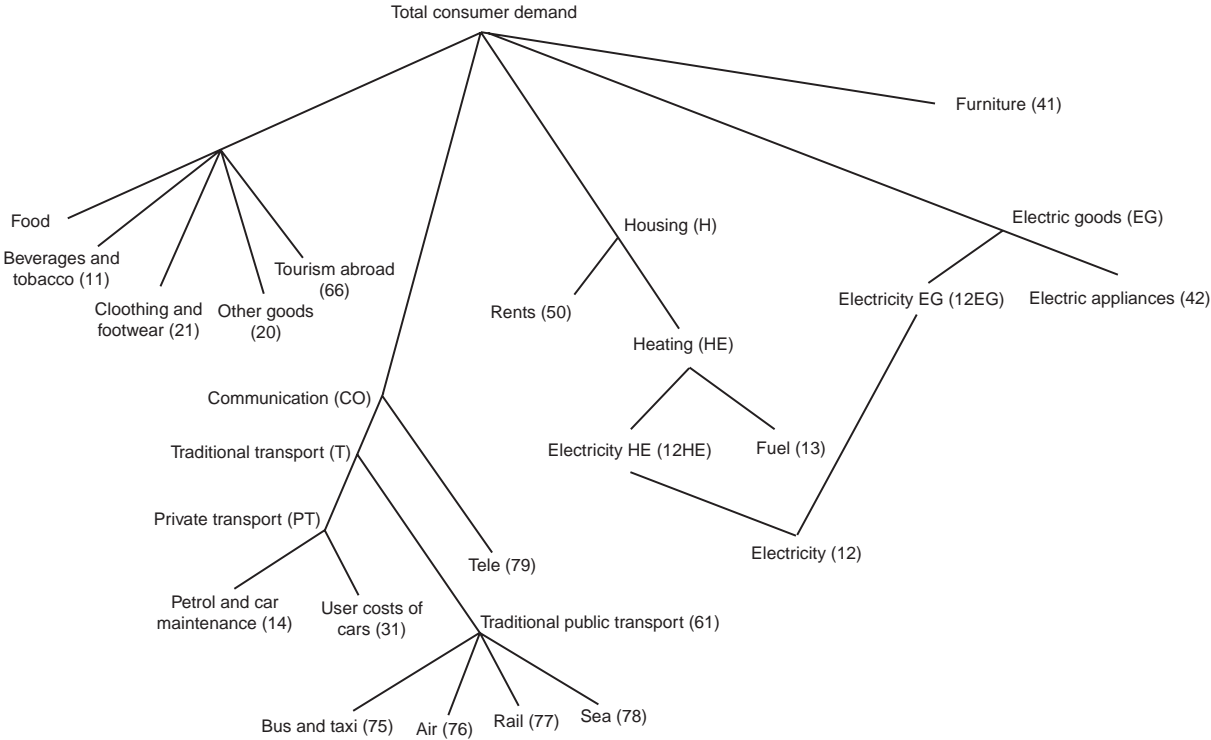 Total consumer demand
Furniture (41)
Food
Housing (H)
Electric goods (EG)
Beverages and
tobacco (11)
Tourism abroad
(66)
Cloothing and
footwear (21)
Other goods
(20)
Rents (50)
Electricity EG (12EG)
Electric appliances (42)
Heating (HE)
Communication (CO)
Traditional transport (T)
Electricity HE (12HE)
Fuel (13)
Private transport (PT)
Electricity (12)
Tele (79)
Petrol and car
maintenance (14)
User costs of
cars (31)
Traditional public transport (61)
Bus and taxi (75)
Air (76)
Rail (77)
Sea (78)